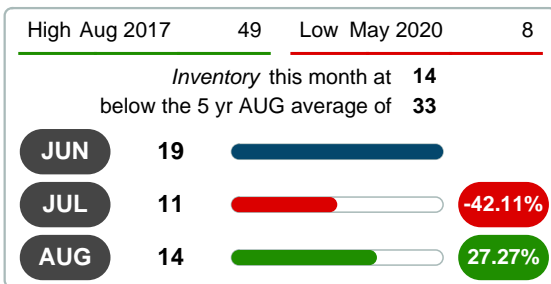 High Aug 2017 49 Low May 2020 8
Inventory this month at 14
below the 5 yr AUG average of 33
JUN 19
JUL 11 -42.11%
AUG 14 27.27%